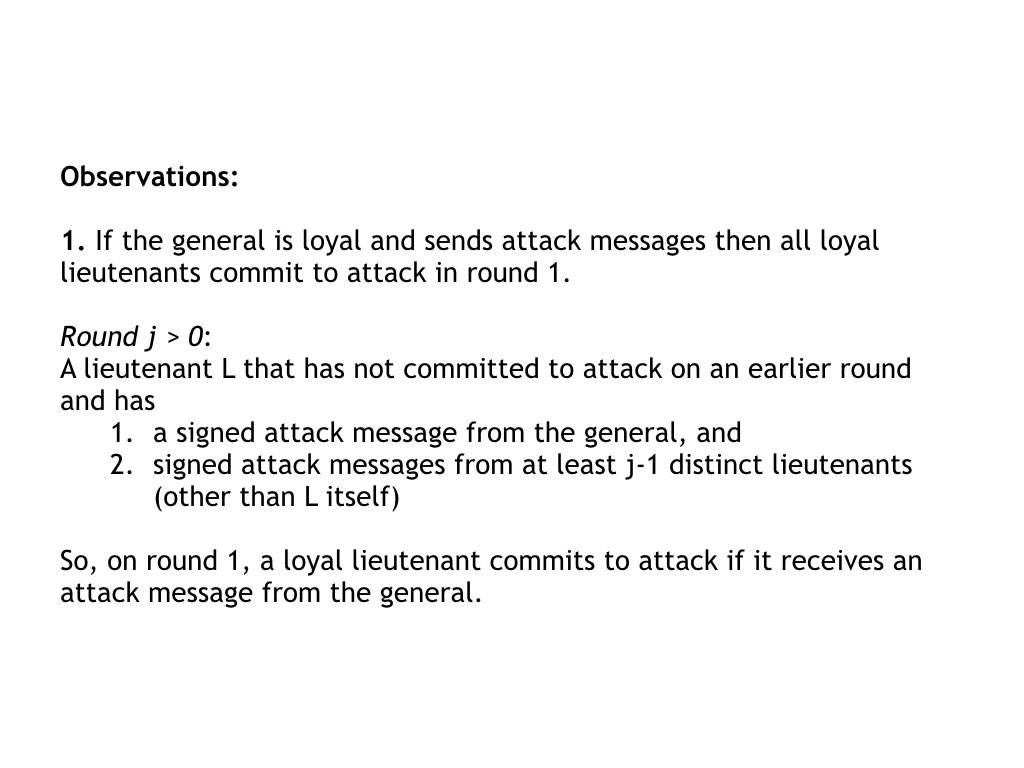 Observations:
1. If the general is loyal and sends attack messages then all loyal
lieutenants commit to attack in round 1.
Round j > 0:
A lieutenant L that has not committed to attack on an earlier round
and has
1. a signed attack message from the general, and
2. signed attack messages from at least j-1 distinct lieutenants
(other than L itself)
So, on round 1, a loyal lieutenant commits to attack if it receives an
attack message from the general.